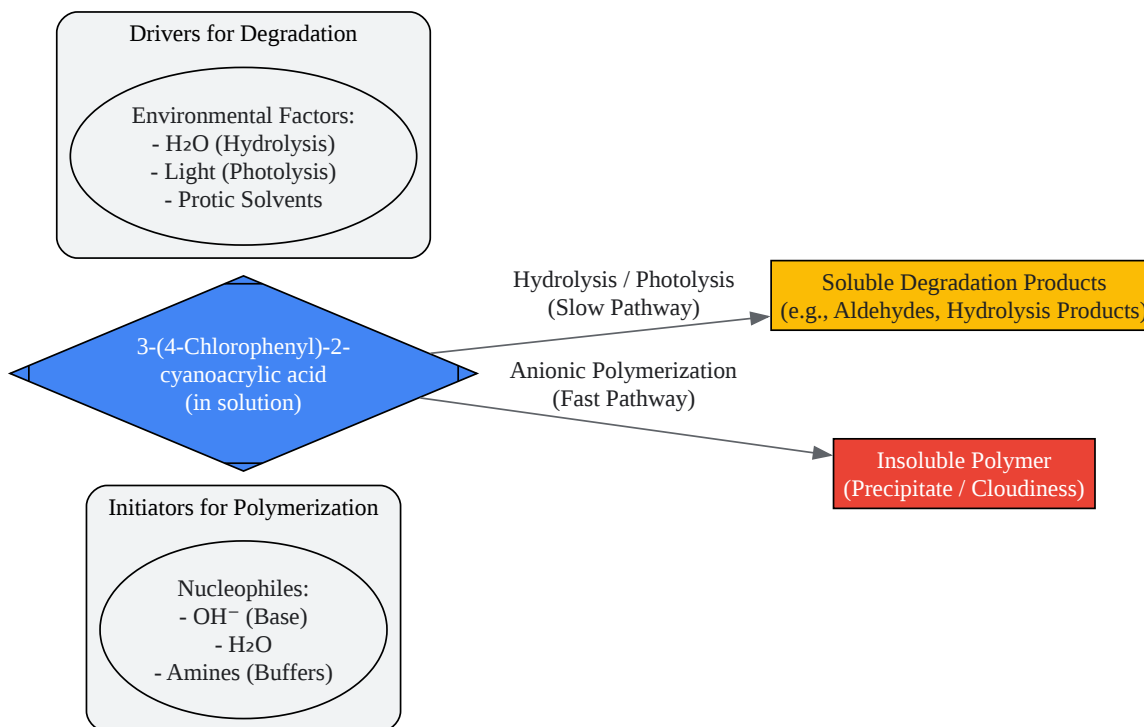 Drivers for Degradation
Environmental Factors:
- H₂O (Hydrolysis)
- Light (Photolysis)
- Protic Solvents
3-(4-Chlorophenyl)-2-
cyanoacrylic acid
(in solution)
Hydrolysis / Photolysis
(Slow Pathway)
Soluble Degradation Products
(e.g., Aldehydes, Hydrolysis Products)
Anionic Polymerization
(Fast Pathway)
Insoluble Polymer
(Precipitate / Cloudiness)
Initiators for Polymerization
Nucleophiles:
- OH⁻ (Base)
- H₂O
- Amines (Buffers)